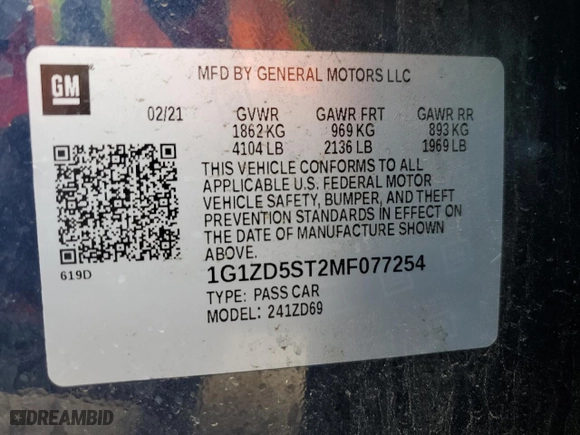 GM
MFD BY GENERAL MOTORS LLC
02/21 GVWR GAWR FRT GAWR RR
1862 KG 969 KG 893 KG
4104 LB 2136 LB 1969 LB
THIS VEHICLE CONFORMS TO ALL
APPLICABLE U.S. FEDERAL MOTOR
VEHICLE SAFETY, BUMPER, AND THEFT
PREVENTION STANDARDS IN EFFECT ON
THE DATE OF MANUFACTURE SHOWN
ABOVE.
619D
1G1ZD5ST2MF077254
TYPE: PASS CAR
MODEL: 241ZD69
DREAMBID